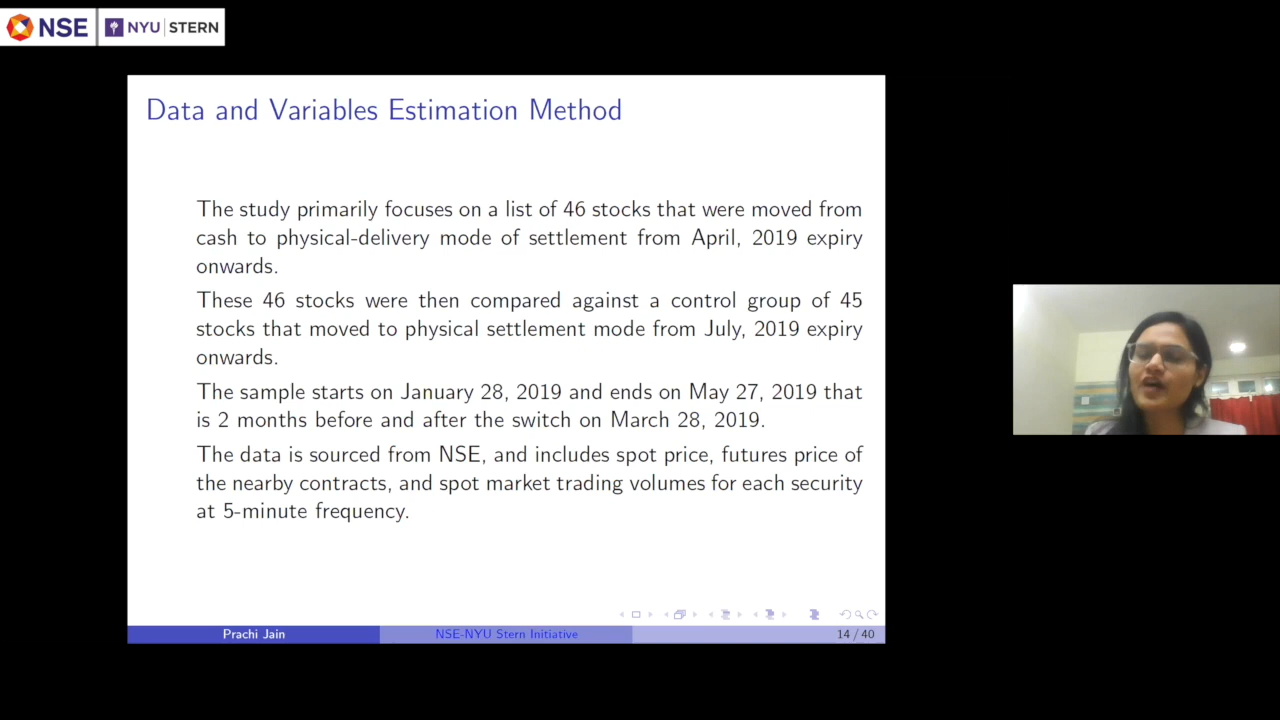 NSE NYU STERN
Data and Variables Estimation Method
The study primarily focuses on a list of 46 stocks that were moved from
cash to physical-delivery mode of settlement from April, 2019 expiry
onwards.
These 46 stocks were then compared against a control group of 45
stocks that moved to physical settlement mode from July, 2019 expiry
onwards.
The sample starts on January 28, 2019 and ends on May 27, 2019 that
is 2 months before and after the switch on March 28, 2019.
The data is sourced from NSE, and includes spot price, futures price of
the nearby contracts, and spot market trading volumes for each security
at 5-minute frequency.
Prachi Jain NSE-NYU Stern Initiative 14 / 40